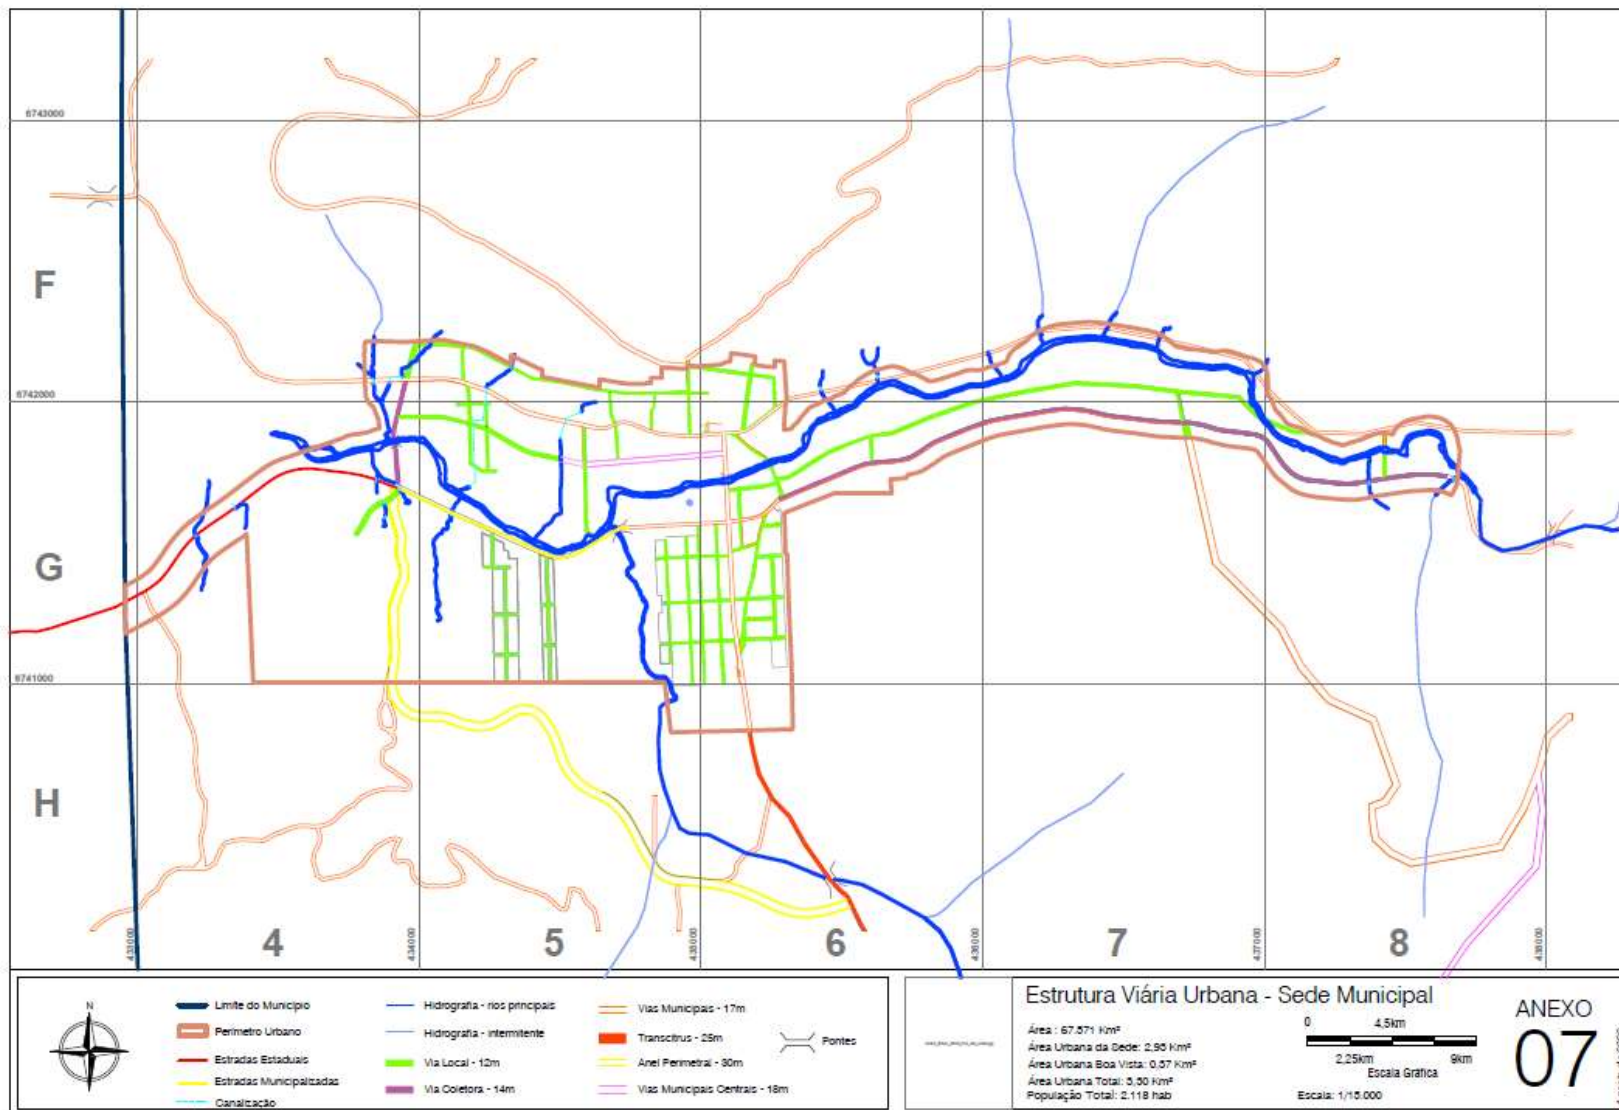 6743000
F
6742000
G
6741000
H
433000
4
434000
5
435000
6
436000
7
437000
8
438000
N
Limite do Município
Perímetro Urbano
Estradas Estaduais
Estradas Municipalizadas
Canalização
Hidrografia - rios principais
Hidrografia - intermitente
Via Local - 12m
Via Coletora - 14m
Vias Municipais - 17m
Transcitrus - 25m
Anel Perimetral - 30m
Vias Municipais Centrais - 18m
Pontes
Estrutura Viária Urbana - Sede Municipal
Área : 67.571 Km²
Área Urbana da Sede: 2,93 Km²
Área Urbana Boa Vista: 0,57 Km²
Área Urbana Total: 3,50 Km²
População Total: 2.118 hab
0 4,5km
2,25km 9km
Escala Gráfica
Escala: 1/15.000
ANEXO
07